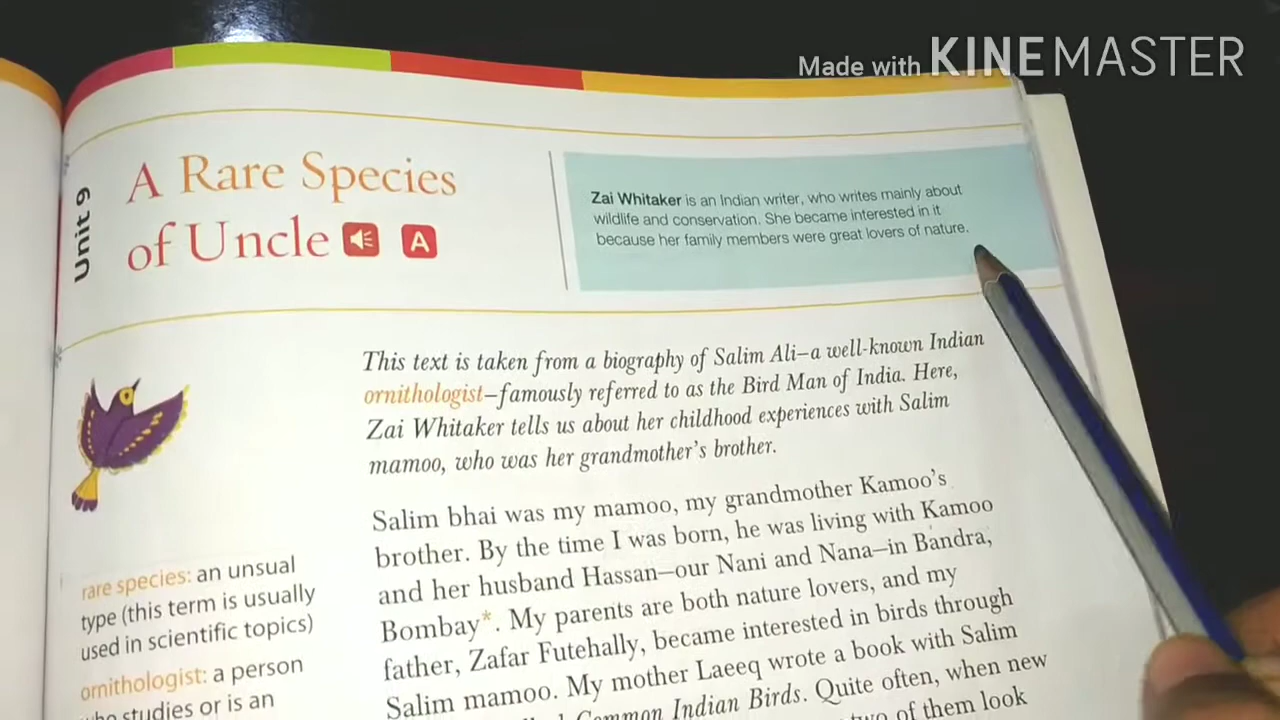 Made with KINEMASTER
Unit 9
A Rare Species
of Uncle
A
Zai Whitaker is an Indian writer, who writes mainly about
wildlife and conservation. She became interested in it
because her family members were great lovers of nature.
This text is taken from a biography of Salim Ali–a well-known Indian
ornithologist–famously referred to as the Bird Man of India. Here,
Zai Whitaker tells us about her childhood experiences with Salim
mamoo, who was her grandmother's brother.
Salim bhai was my mamoo, my grandmother Kamoo's
brother. By the time I was born, he was living with Kamoo
and her husband Hassan—our Nani and Nana—in Bandra,
Bombay*. My parents are both nature lovers, and my
father, Zafar Futehally, became interested in birds through
Salim mamoo. My mother Laeeq wrote a book with Salim
Common Indian Birds. Quite often, when new
two of them look
rare species: an unusual
type (this term is usually
used in scientific topics)
ornithologist: a person
who studies or is an